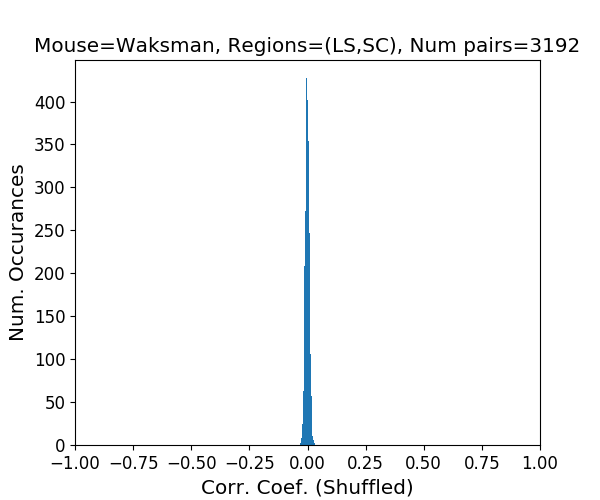 Mouse=Waksman, Regions=(LS,SC), Num pairs=3192
Num. Occurances
400
350
300
250
200
150
100
50
0
−1.00 −0.75 −0.50 −0.25 0.00 0.25 0.50 0.75 1.00
Corr. Coef. (Shuffled)